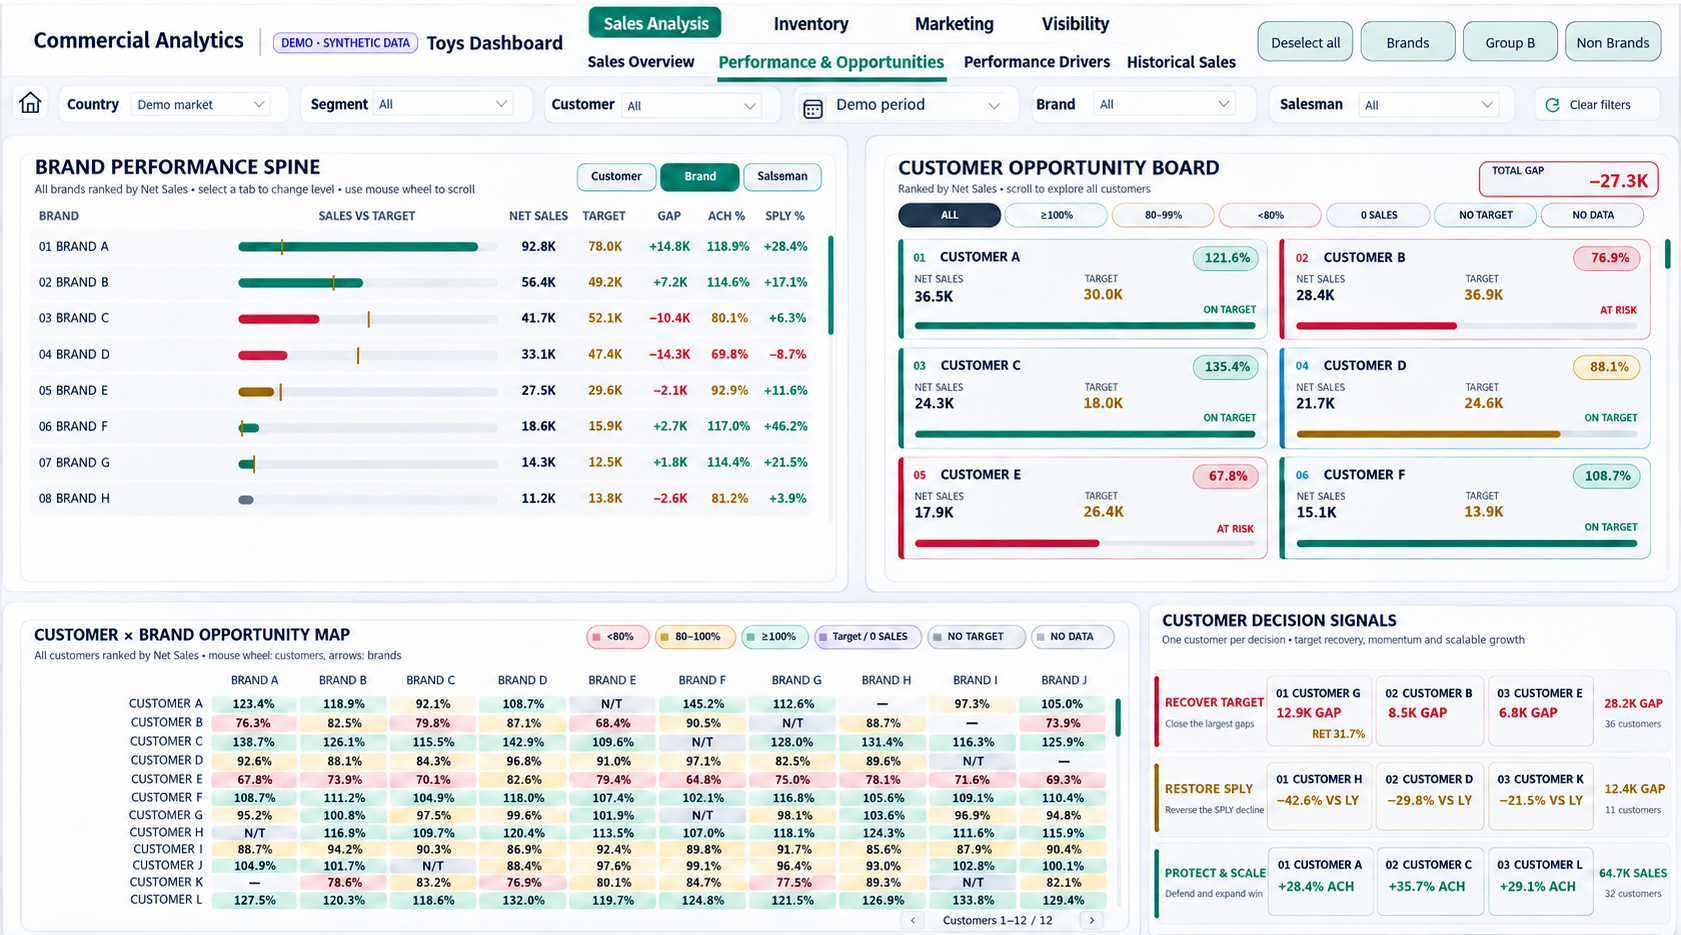 Commercial Analytics
DEMO · SYNTHETIC DATA
Toys Dashboard
Sales Analysis Inventory Marketing Visibility
Sales Overview Performance & Opportunities Performance Drivers Historical Sales
Deselect all Brands Group B Non Brands
Country Demo market Segment All Customer All Demo period Brand All Salesman All Clear filters
BRAND PERFORMANCE SPINE
All brands ranked by Net Sales • select a tab to change level • use mouse wheel to scroll
Customer Brand Salseman
BRAND SALES VS TARGET NET SALES TARGET GAP ACH % SPLY %
01 BRAND A 92.8K 78.0K +14.8K 118.9% +28.4%
02 BRAND B 56.4K 49.2K +7.2K 114.6% +17.1%
03 BRAND C 41.7K 52.1K −10.4K 80.1% +6.3%
04 BRAND D 33.1K 47.4K −14.3K 69.8% −8.7%
05 BRAND E 27.5K 29.6K −2.1K 92.9% +11.6%
06 BRAND F 18.6K 15.9K +2.7K 117.0% +46.2%
07 BRAND G 14.3K 12.5K +1.8K 114.4% +21.5%
08 BRAND H 11.2K 13.8K −2.6K 81.2% +3.9%
CUSTOMER OPPORTUNITY BOARD
Ranked by Net Sales • scroll to explore all customers
TOTAL GAP
−27.3K
ALL ≥100% 80–99% <80% 0 SALES NO TARGET NO DATA
01 CUSTOMER A 121.6%
NET SALES TARGET
36.5K 30.0K
ON TARGET
02 CUSTOMER B 76.9%
NET SALES TARGET
28.4K 36.9K
AT RISK
03 CUSTOMER C 135.4%
NET SALES TARGET
24.3K 18.0K
ON TARGET
04 CUSTOMER D 88.1%
NET SALES TARGET
21.7K 24.6K
ON TARGET
05 CUSTOMER E 67.8%
NET SALES TARGET
17.9K 26.4K
AT RISK
06 CUSTOMER F 108.7%
NET SALES TARGET
15.1K 13.9K
ON TARGET
CUSTOMER × BRAND OPPORTUNITY MAP
All customers ranked by Net Sales • mouse wheel: customers, arrows: brands
<80% 80–100% ≥100% Target / 0 SALES NO TARGET NO DATA
BRAND A BRAND B BRAND C BRAND D BRAND E BRAND F BRAND G BRAND H BRAND I BRAND J
CUSTOMER A 123.4% 118.9% 92.1% 108.7% N/T 145.2% 112.6% — 97.3% 105.0%
CUSTOMER B 76.3% 82.5% 79.8% 87.1% 68.4% 90.5% N/T 88.7% — 73.9%
CUSTOMER C 138.7% 126.1% 115.5% 142.9% 109.6% N/T 128.0% 131.4% 116.3% 125.9%
CUSTOMER D 92.6% 88.1% 84.3% 96.8% 91.0% 97.1% 82.5% 89.6% N/T —
CUSTOMER E 67.8% 73.9% 70.1% 82.6% 79.4% 64.8% 75.0% 78.1% 71.6% 69.3%
CUSTOMER F 108.7% 111.2% 104.9% 118.0% 107.4% 102.1% 116.8% 105.6% 109.1% 110.4%
CUSTOMER G 95.2% 100.8% 97.5% 99.6% 101.9% N/T 98.1% 103.6% 96.9% 94.8%
CUSTOMER H N/T 116.8% 109.7% 120.4% 113.5% 107.0% 118.1% 124.3% 111.6% 115.9%
CUSTOMER I 88.7% 94.2% 90.3% 86.9% 92.4% 89.8% 91.7% 85.6% 87.9% 90.4%
CUSTOMER J 104.9% 101.7% N/T 88.4% 97.6% 99.1% 96.4% 93.0% 102.8% 100.1%
CUSTOMER K — 78.6% 83.2% 76.9% 80.1% 84.7% 77.5% 89.3% N/T 82.1%
CUSTOMER L 127.5% 120.3% 118.6% 132.0% 119.7% 124.8% 121.5% 126.9% 133.8% 129.4%
Customers 1–12 / 12
CUSTOMER DECISION SIGNALS
One customer per decision • target recovery, momentum and scalable growth
RECOVER TARGET
Close the largest gaps
01 CUSTOMER G
12.9K GAP
RET 31.7%
02 CUSTOMER B
8.5K GAP
03 CUSTOMER E
6.8K GAP
28.2K GAP
36 customers
RESTORE SPLY
Reverse the SPLY decline
01 CUSTOMER H
−42.6% VS LY
02 CUSTOMER D
−29.8% VS LY
03 CUSTOMER K
−21.5% VS LY
12.4K GAP
11 customers
PROTECT & SCALE
Defend and expand win
01 CUSTOMER A
+28.4% ACH
02 CUSTOMER C
+35.7% ACH
03 CUSTOMER L
+29.1% ACH
64.7K SALES
32 customers